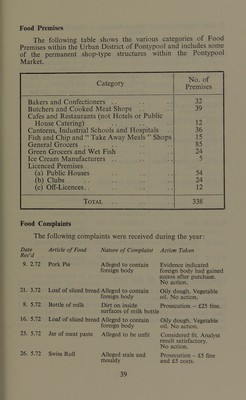 Food Premises
The following table shows the various categories of Food
Premises within the Urban District of Pontypool and includes some
of the permanent shop-type structures within the Pontypool
Market.
Category No. of Premises
Bakers and Confectioners .. .. .. 32
Butchers and Cooked Meat Shops .. .. 39
Cafes and Restaurants (not Hotels or Public
House Catering) .. .. .. 12
Canteens, Industrial Schools and Hospitals .. 36
Fish and Chip and " Take Away Meals " Shops 15
General Grocers .. .. .. .. 85
Green Grocers and Wet Fish .. .. 24
Ice Cream Manufacturers .. .. .. 5
Licenced Premises
(a) Public Houses .. .. .. 54
(b) Clubs .. .. .. .. 24
(c) Off-Licences .. .. .. .. 12
TOTAL .. .. 338
Food Complaints
The following complaints were received during the year:
Date Rec'd Article of Food Nature of Complaint Action Taken
9. 2.72 Pork Pie Alleged to contain foreign body Evidence indicated
foreign body had gained
access after purchase.
No action.
21. 3.72 Loaf of sliced bread Alleged to contain foreign body Oily dough. Vegetable
oil. No action.
8. 5.72 Bottle of milk Dirt on inside surfaces of milk bottle Prosecution – £25 fine.
16. 5.72 Loaf of sliced bread Alleged to contain foreign body Oily dough. Vegetable
oil. No action.
25. 5.72 Jar of meat paste Alleged to be unfit Considered fit. Analyst
result satisfactory.
No action.
26. 5.72 Swiss Roll Alleged stale and mouldy Prosecution – £5 fine
and £5 costs.
39